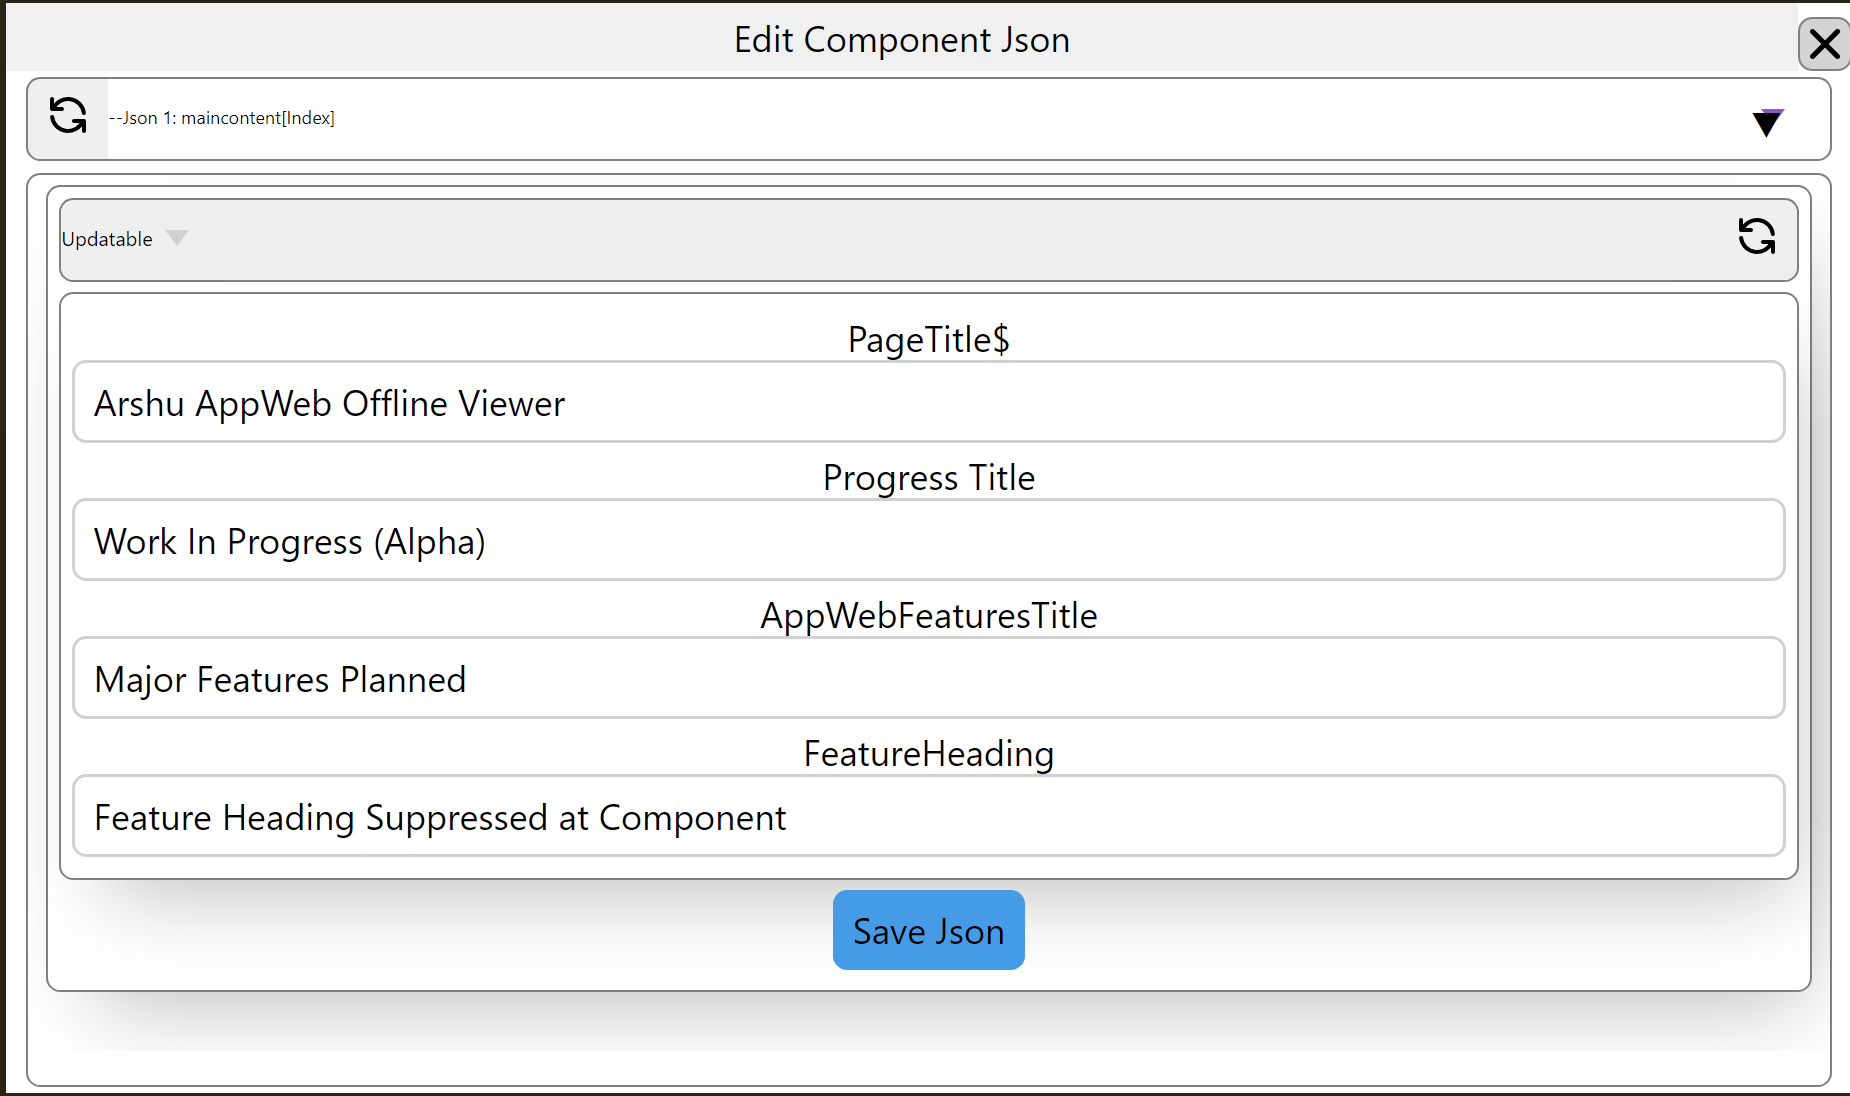 Edit Component Json
--Json 1: maincontent[Index]
Updatable
PageTitle$
Arshu AppWeb Offline Viewer
Progress Title
Work In Progress (Alpha)
AppWebFeaturesTitle
Major Features Planned
FeatureHeading
Feature Heading Suppressed at Component
Save Json